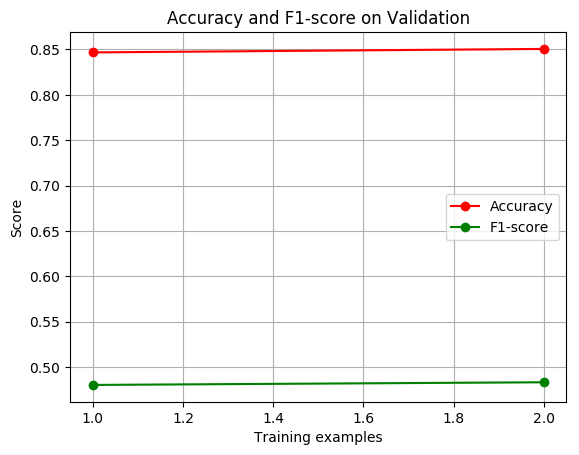 Accuracy and F1-score on Validation
0.85
0.80
0.75
0.70
0.65
0.60
0.55
0.50
Score
Accuracy
F1-score
1.0 1.2 1.4 1.6 1.8 2.0
Training examples